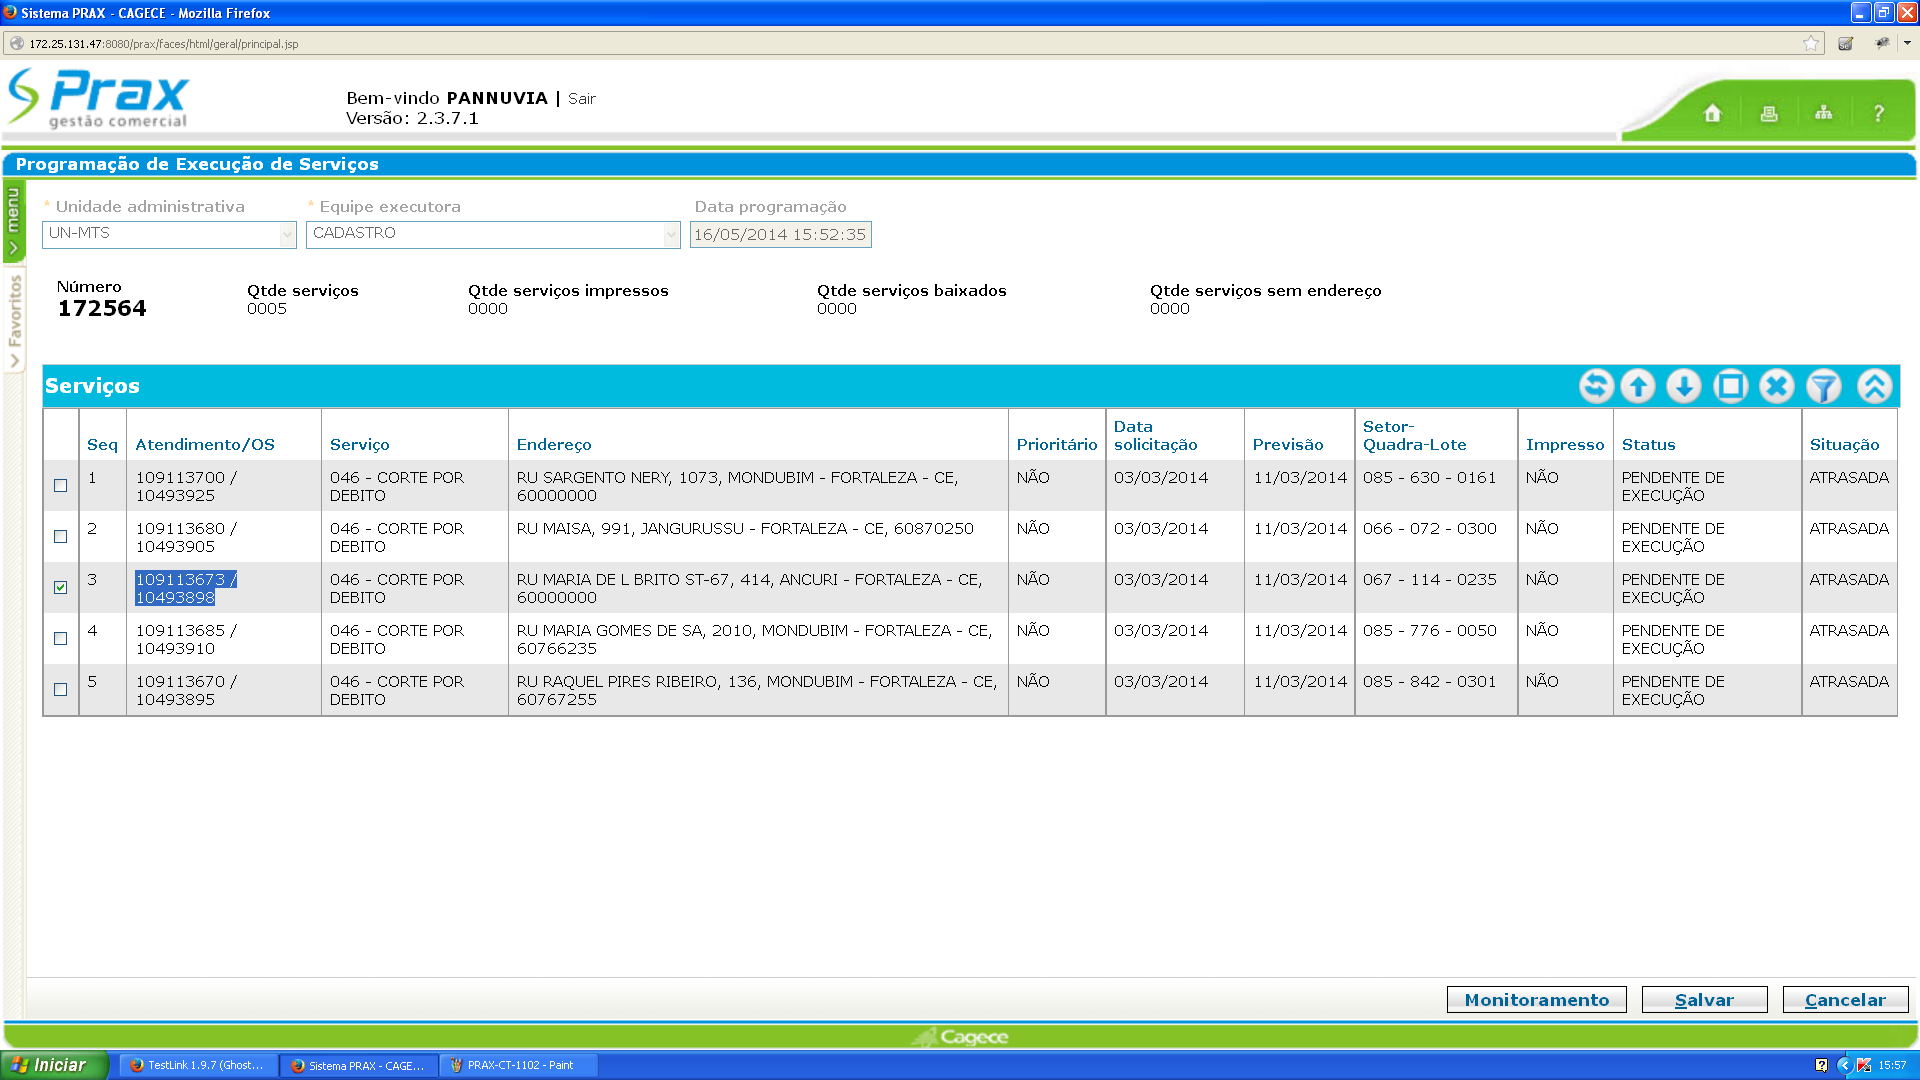 Sistema PRAX - CAGECE - Mozilla Firefox
172.25.131.47:8080/prax/faces/html/geral/principal.jsp
Prax
gestão comercial
Bem-vindo PANNUVIA | Sair
Versão: 2.3.7.1
?
Programação de Execução de Serviços
menu
Favoritos
* Unidade administrativa * Equipe executora Data programação
UN-MTS CADASTRO 16/05/2014 15:52:35
Número Qtde serviços Qtde serviços impressos Qtde serviços baixados Qtde serviços sem endereço
172564 0005 0000 0000 0000
Serviços
Seq Atendimento/OS Serviço Endereço Prioritário Data solicitação Previsão Setor-Quadra-Lote Impresso Status Situação
1 109113700 / 046 - CORTE POR RU SARGENTO NERY, 1073, MONDUBIM - FORTALEZA - CE, NÃO 03/03/2014 11/03/2014 085 - 630 - 0161 NÃO PENDENTE DE ATRASADA
10493925 DEBITO 60000000 EXECUÇÃO
2 109113680 / 046 - CORTE POR RU MAISA, 991, JANGURUSSU - FORTALEZA - CE, 60870250 NÃO 03/03/2014 11/03/2014 066 - 072 - 0300 NÃO PENDENTE DE ATRASADA
10493905 DEBITO EXECUÇÃO
3 109113673 / 046 - CORTE POR RU MARIA DE L BRITO ST-67, 414, ANCURI - FORTALEZA - CE, NÃO 03/03/2014 11/03/2014 067 - 114 - 0235 NÃO PENDENTE DE ATRASADA
10493898 DEBITO 60000000 EXECUÇÃO
4 109113685 / 046 - CORTE POR RU MARIA GOMES DE SA, 2010, MONDUBIM - FORTALEZA - CE, NÃO 03/03/2014 11/03/2014 085 - 776 - 0050 NÃO PENDENTE DE ATRASADA
10493910 DEBITO 60766235 EXECUÇÃO
5 109113670 / 046 - CORTE POR RU RAQUEL PIRES RIBEIRO, 136, MONDUBIM - FORTALEZA - CE, NÃO 03/03/2014 11/03/2014 085 - 842 - 0301 NÃO PENDENTE DE ATRASADA
10493895 DEBITO 60767255 EXECUÇÃO
Monitoramento Salvar Cancelar
Cagece
Iniciar TestLink 1.9.7 (Ghost... Sistema PRAX - CAGE... PRAX-CT-1102 - Paint 15:57